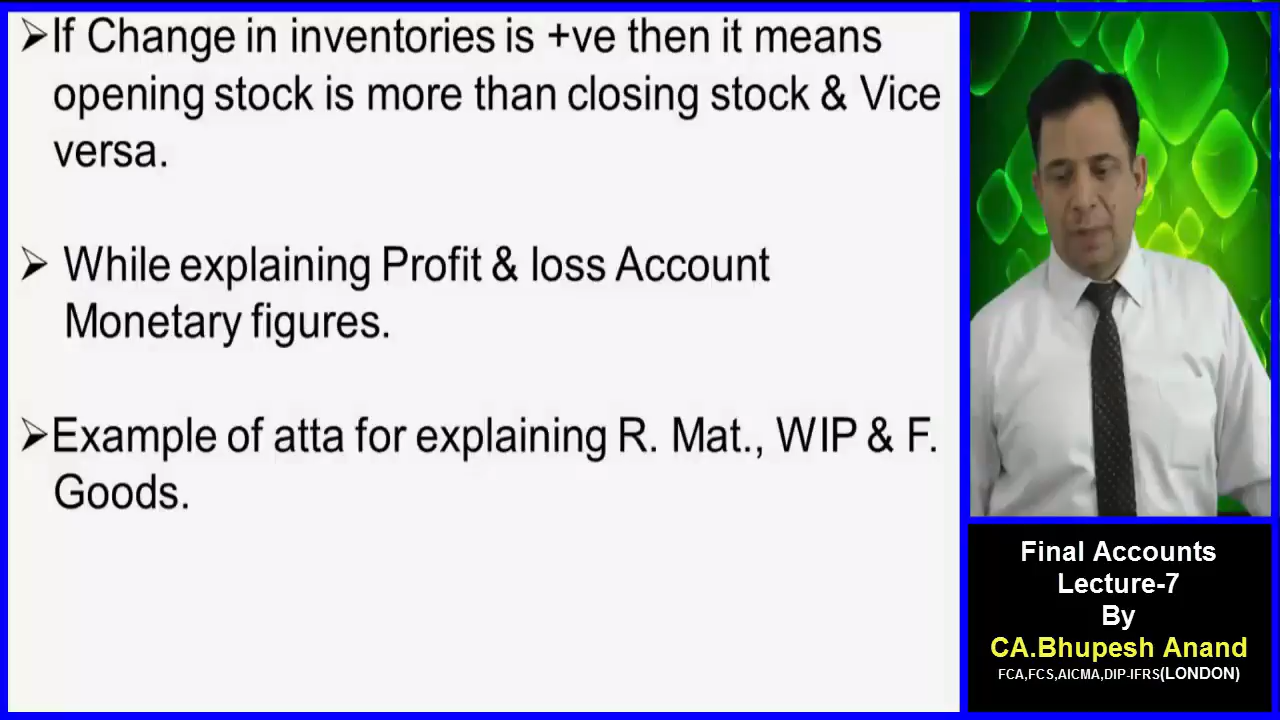 ➢If Change in inventories is +ve then it means
opening stock is more than closing stock & Vice
versa.
➢ While explaining Profit & loss Account
Monetary figures.
➢Example of atta for explaining R. Mat., WIP & F.
Goods.
Final Accounts
Lecture-7
By
CA.Bhupesh Anand
FCA,FCS,AICMA,DIP-IFRS(LONDON)